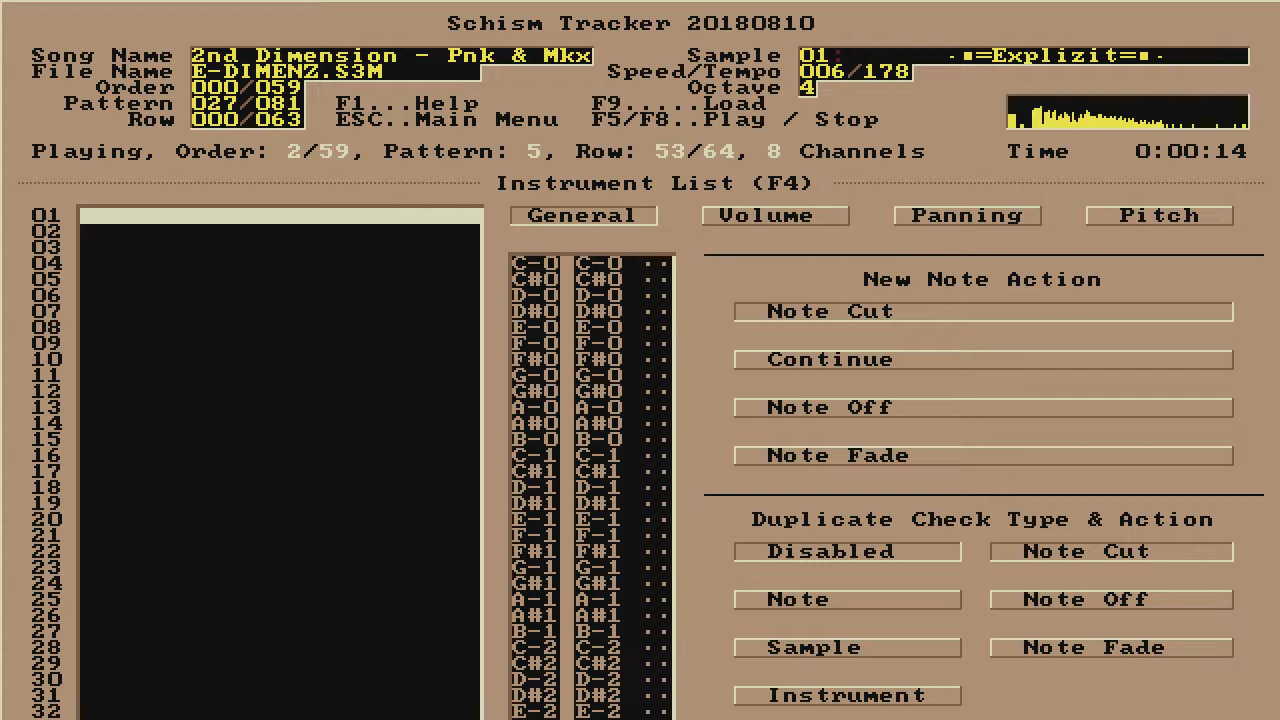 Schism Tracker 20180810
Song Name 2nd Dimension - Pnk & Mkx Sample 01: ·▪=Explizit=▪·
File Name E-DIMENZ.S3M Speed/Tempo 006/178
Order 000/059 Octave 4
Pattern 027/081 F1...Help F9.....Load
Row 000/063 ESC..Main Menu F5/F8..Play / Stop
Playing, Order: 2/59, Pattern: 5, Row: 53/64, 8 Channels Time 0:00:14
Instrument List (F4)
01 General Volume Panning Pitch
02
03
04 C-0 C-0 ··
05 C#0 C#0 ·· New Note Action
06 D-0 D-0 ··
07 D#0 D#0 ·· Note Cut
08 E-0 E-0 ··
09 F-0 F-0 ··
10 F#0 F#0 ·· Continue
11 G-0 G-0 ··
12 G#0 G#0 ··
13 A-0 A-0 ·· Note Off
14 A#0 A#0 ··
15 B-0 B-0 ··
16 C-1 C-1 ·· Note Fade
17 C#1 C#1 ··
18 D-1 D-1 ··
19 D#1 D#1 ··
20 E-1 E-1 ·· Duplicate Check Type & Action
21 F-1 F-1 ··
22 F#1 F#1 ·· Disabled Note Cut
23 G-1 G-1 ··
24 G#1 G#1 ··
25 A-1 A-1 ·· Note Note Off
26 A#1 A#1 ··
27 B-1 B-1 ··
28 C-2 C-2 ·· Sample Note Fade
29 C#2 C#2 ··
30 D-2 D-2 ··
31 D#2 D#2 ·· Instrument
32 E-2 E-2 ··